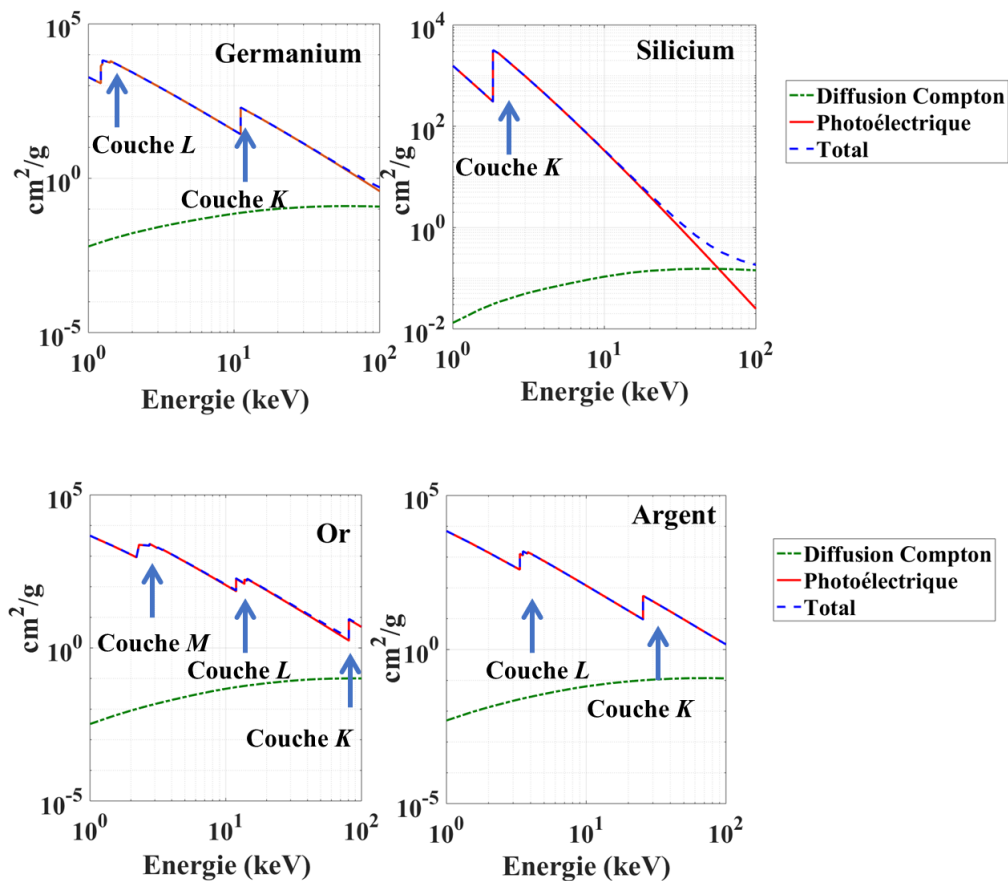 Germanium
10^5
10^0
10^-5
cm^2/g
Couche L
Couche K
10^0
10^1
10^2
Energie (keV)
Silicium
10^4
10^2
10^0
10^-2
cm^2/g
Couche K
10^0
10^1
10^2
Energie (keV)
Diffusion Compton
Photoélectrique
Total
Or
10^5
10^0
10^-5
cm^2/g
Couche M
Couche L
Couche K
10^0
10^1
10^2
Energie (keV)
Argent
10^5
10^0
10^-5
cm^2/g
Couche L
Couche K
10^0
10^1
10^2
Energie (keV)
Diffusion Compton
Photoélectrique
Total